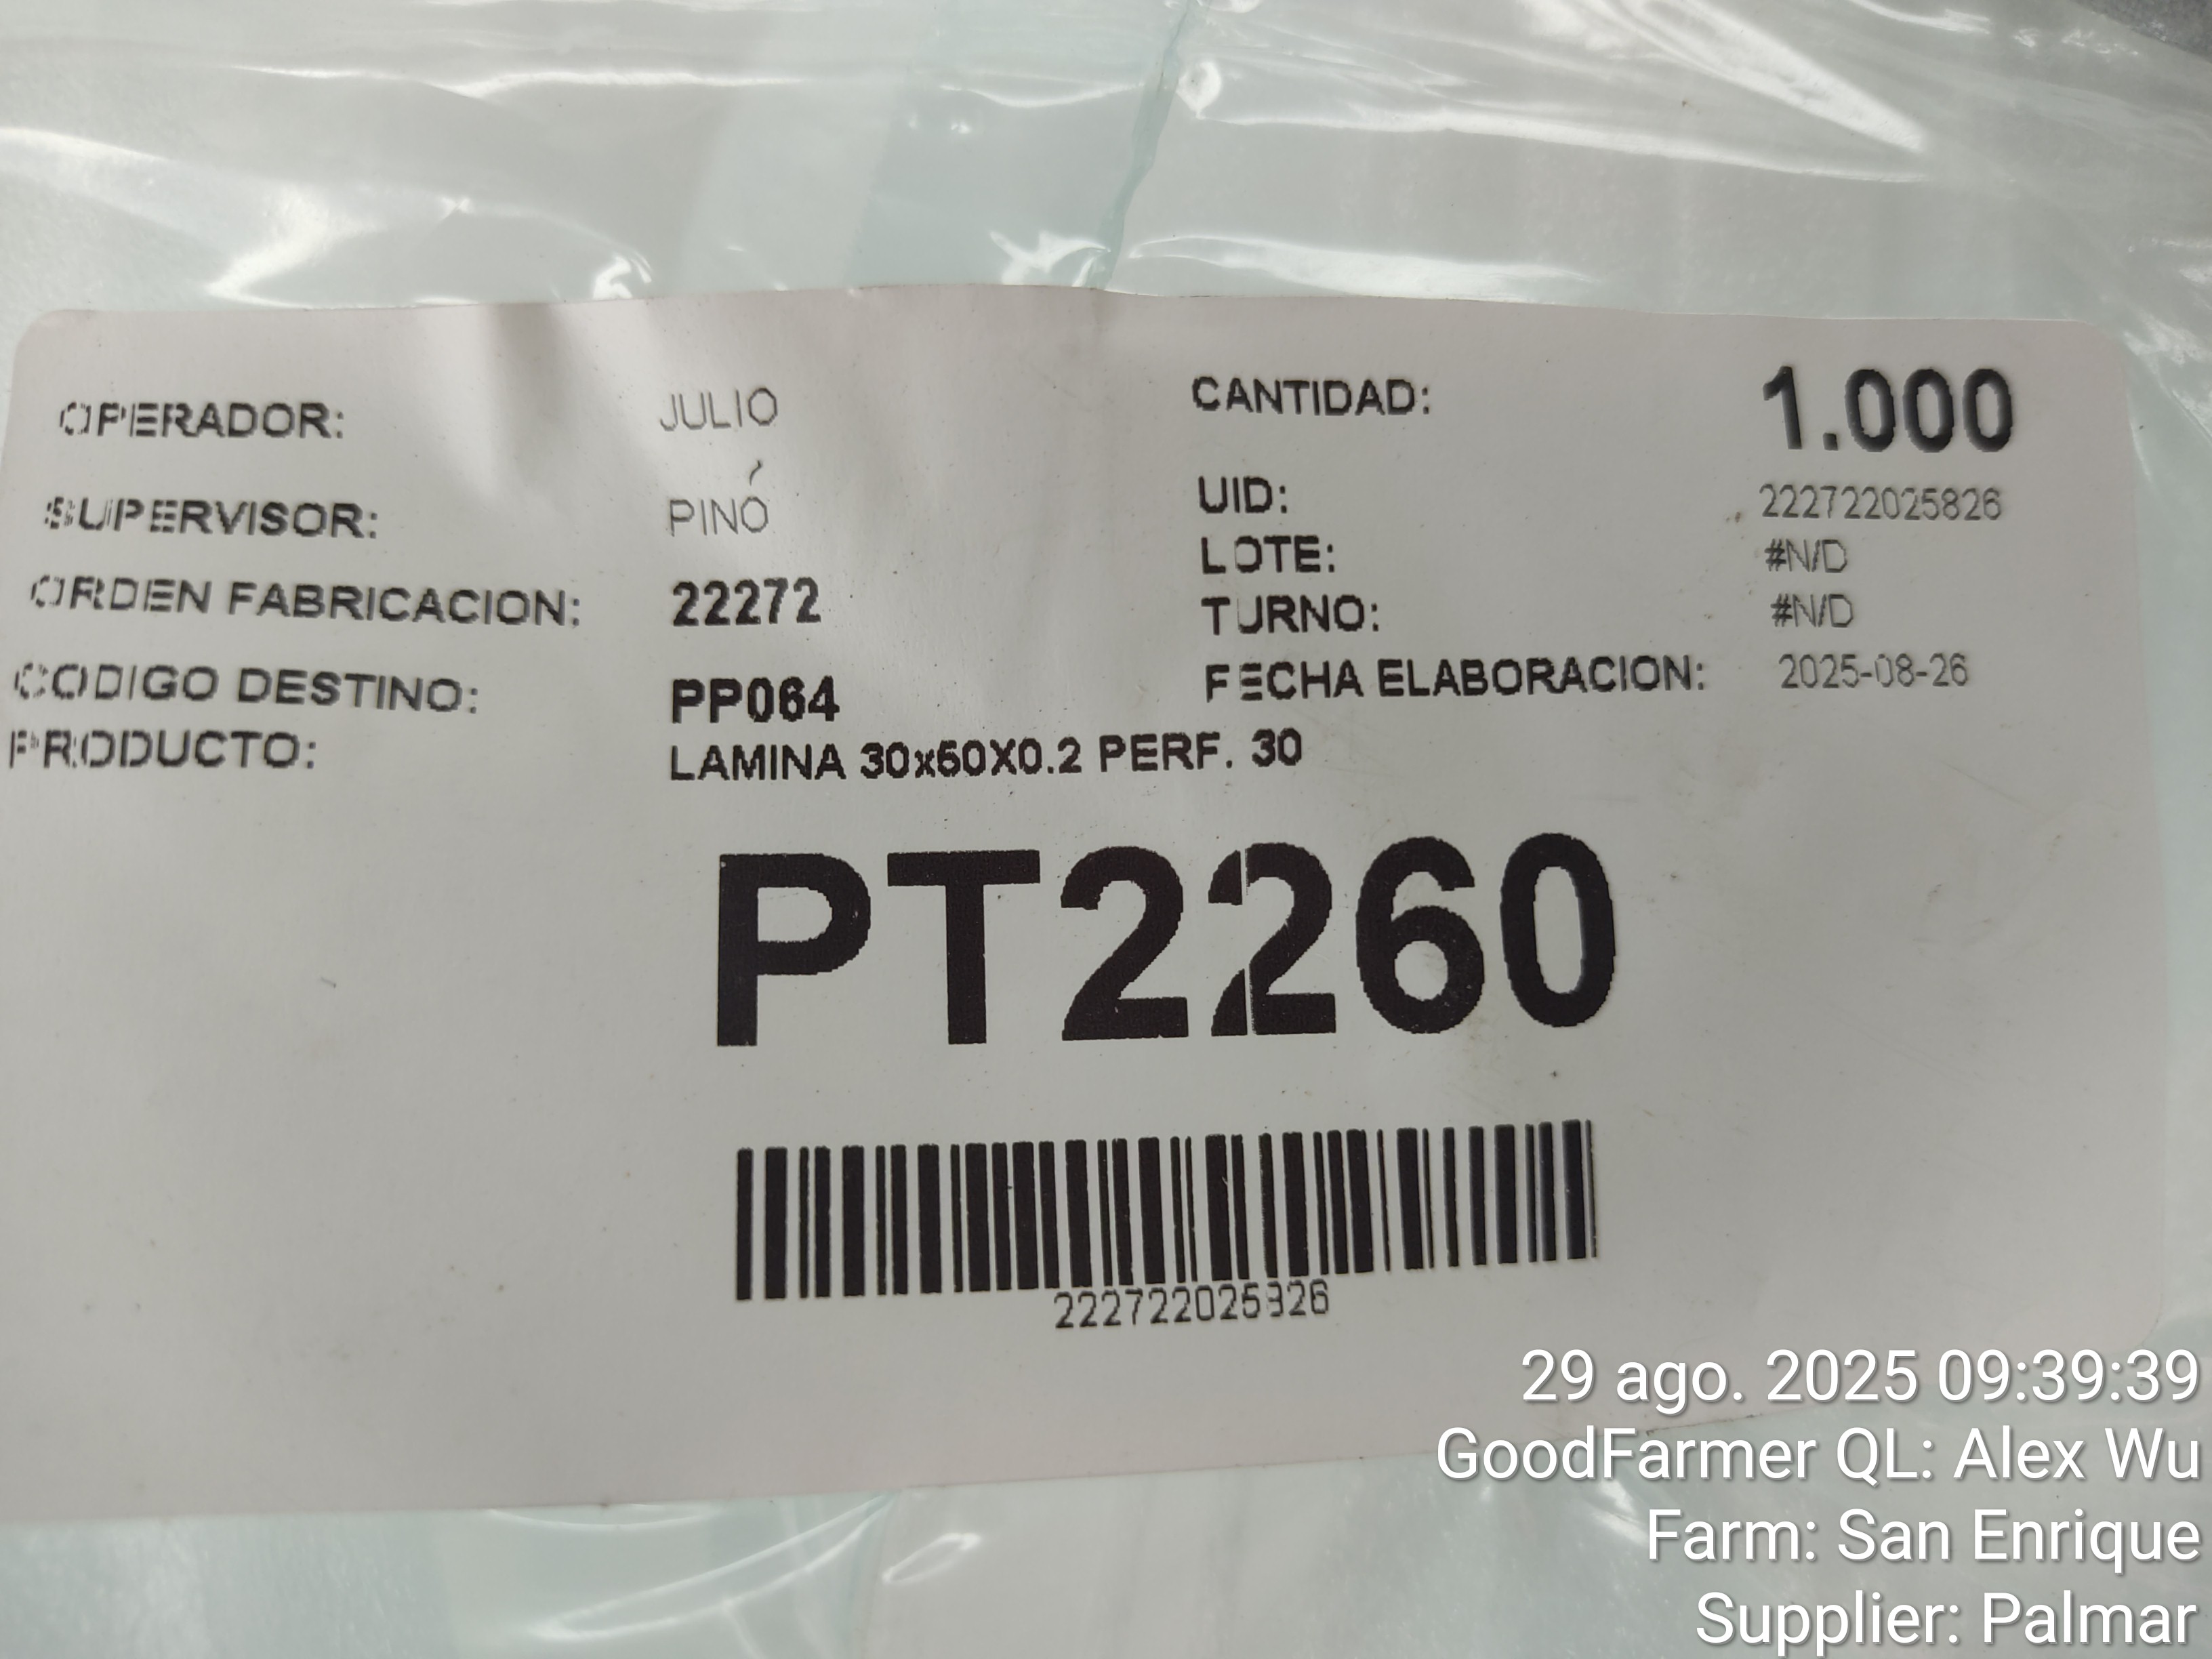 OPERADOR: JULIO
SUPERVISOR: PINÓ
ORDEN FABRICACION: 22272
CODIGO DESTINO: PP064
CANTIDAD: 1.000
UID: 222722025826
LOTE: #N/D
TURNO: #N/D
FECHA ELABORACION: 2025-08-26
PRODUCTO: LAMINA 30x60X0.2 PERF. 30
PT2260
222722025826
29 ago. 2025 09:39:39
GoodFarmer QL: Alex Wu
Farm: San Enrique
Supplier: Palmar